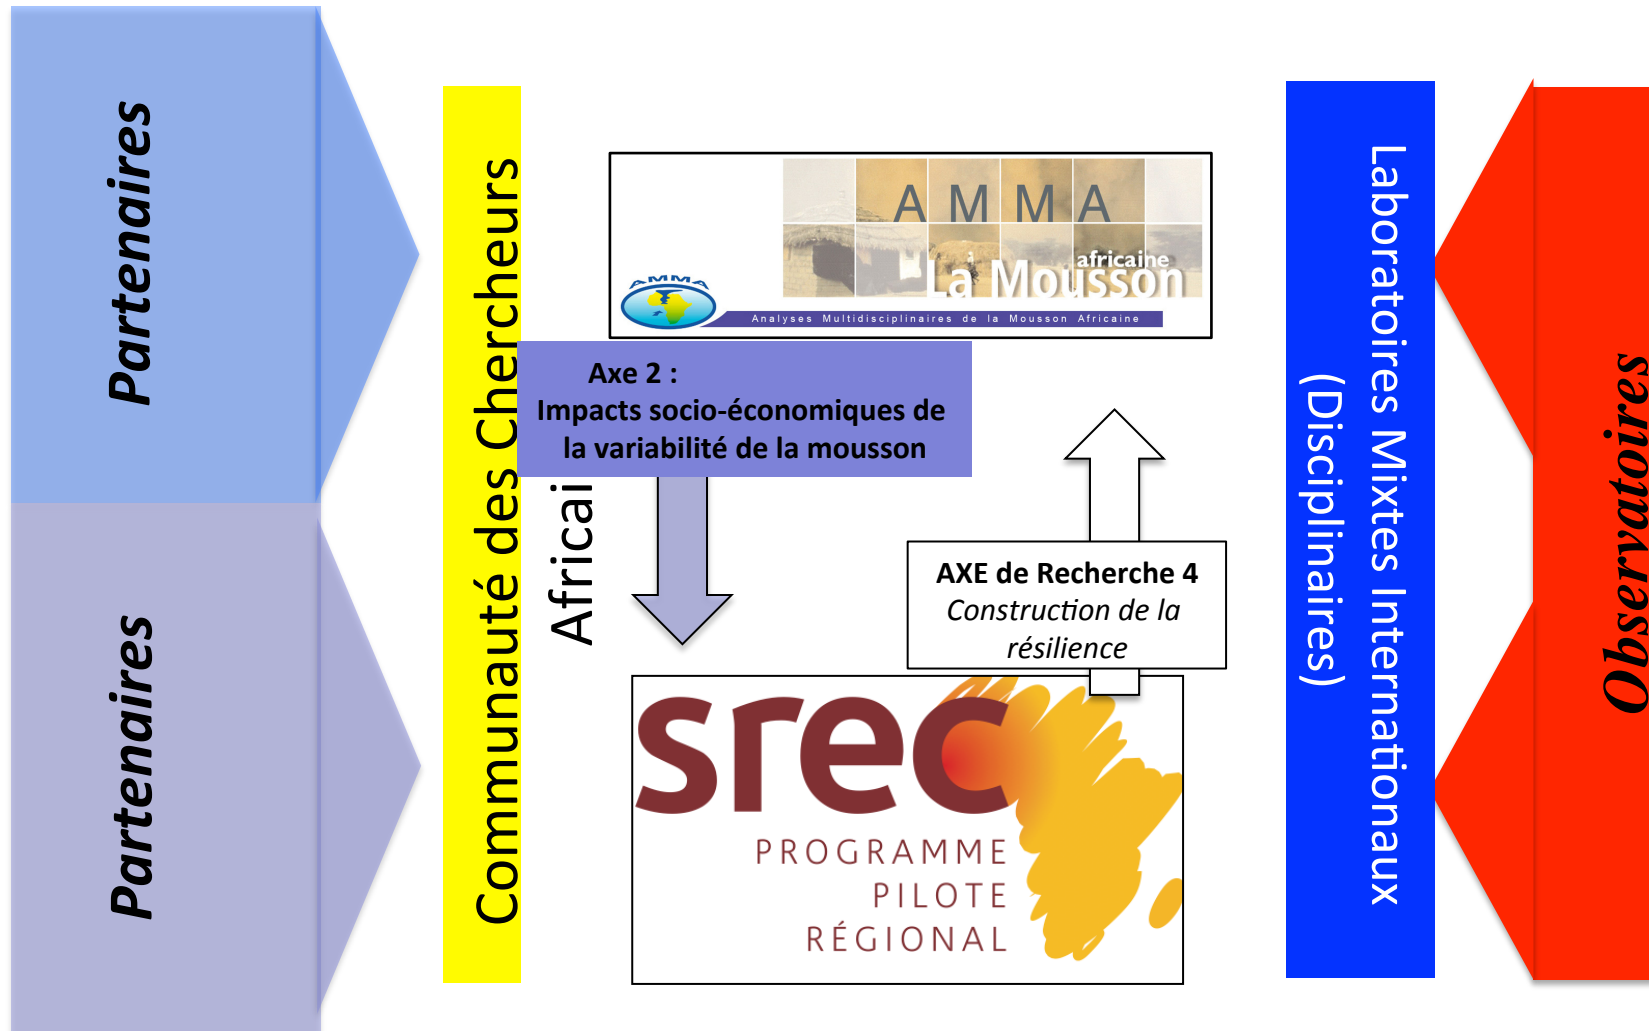 Partenaires
Partenaires
Communauté des Chercheurs
Africai
AMMA
africaine
La Mousson
AMMA
Analyses Multidisciplinaires de la Mousson Africaine
Axe 2 :
Impacts socio-économiques de
la variabilité de la mousson
AXE de Recherche 4
Construction de la
résilience
srec
PROGRAMME
PILOTE
RÉGIONAL
Laboratoires Mixtes Internationaux
(Disciplinaires)
Observatoires